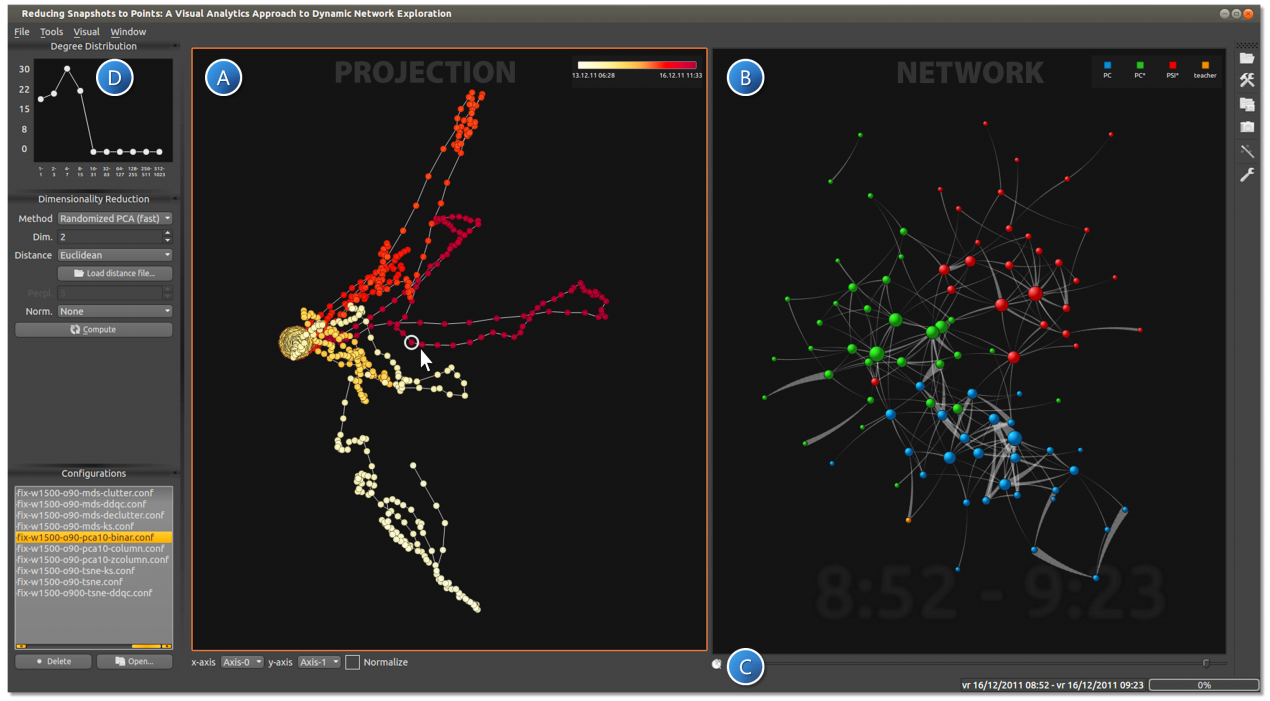 Reducing Snapshots to Points: A Visual Analytics Approach to Dynamic Network Exploration
File Tools Visual Window
Degree Distribution
30
22
15
8
0
1-1 2-3 4-7 8-15 16-31 32-63 64-127 128-255 256-511 512-1023
D
Dimensionality Reduction
Method Randomized PCA (fast)
Dim. 2
Distance Euclidean
Load distance file...
Perpl. 5
Norm. None
Compute
Configurations
-fix-w1500-o90-mds-clutter.conf
-fix-w1500-o90-mds-ddqc.conf
-fix-w1500-o90-mds-declutter.conf
-fix-w1500-o90-mds-ks.conf
-fix-w1500-o90-pca10-binar.conf
-fix-w1500-o90-pca10-column.conf
-fix-w1500-o90-pca10-zcolumn.conf
-fix-w1500-o90-tsne-ks.conf
-fix-w1500-o90-tsne.conf
-fix-w1500-o900-tsne-ddqc.conf
Delete Open...
A
PROJECTION
13.12.11 06:28 16.12.11 11:33
x-axis Axis-0 y-axis Axis-1 Normalize
B
NETWORK
PC PC* PSI* teacher
8:52 - 9:23
C
vr 16/12/2011 08:52 - vr 16/12/2011 09:23 0%